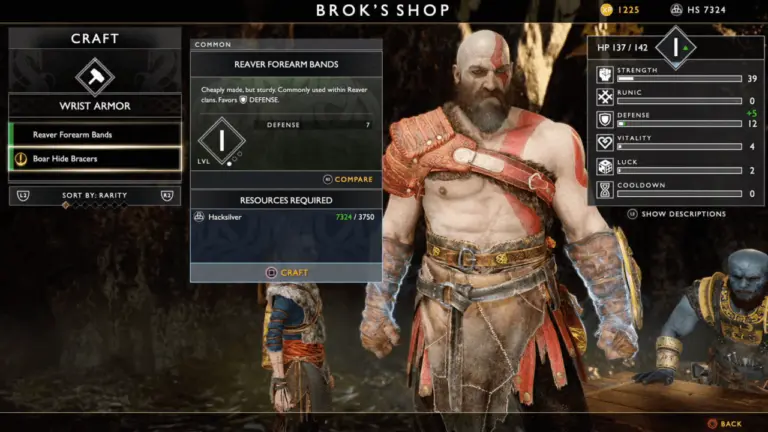 BROK'S SHOP
XP 1225
HS 7324
CRAFT
WRIST ARMOR
Reaver Forearm Bands
Boar Hide Bracers
L3 SORT BY: RARITY R3
COMMON
REAVER FOREARM BANDS
Cheaply made, but sturdy. Commonly used within Reaver
clans. Favors DEFENSE.
I
LVL
DEFENSE 7
COMPARE
RESOURCES REQUIRED
Hacksilver 7324 / 3750
CRAFT
HP 137 / 142
I
STRENGTH
39
RUNIC
0
DEFENSE +5
12
VITALITY
4
LUCK
2
COOLDOWN
0
SHOW DESCRIPTIONS
BACK